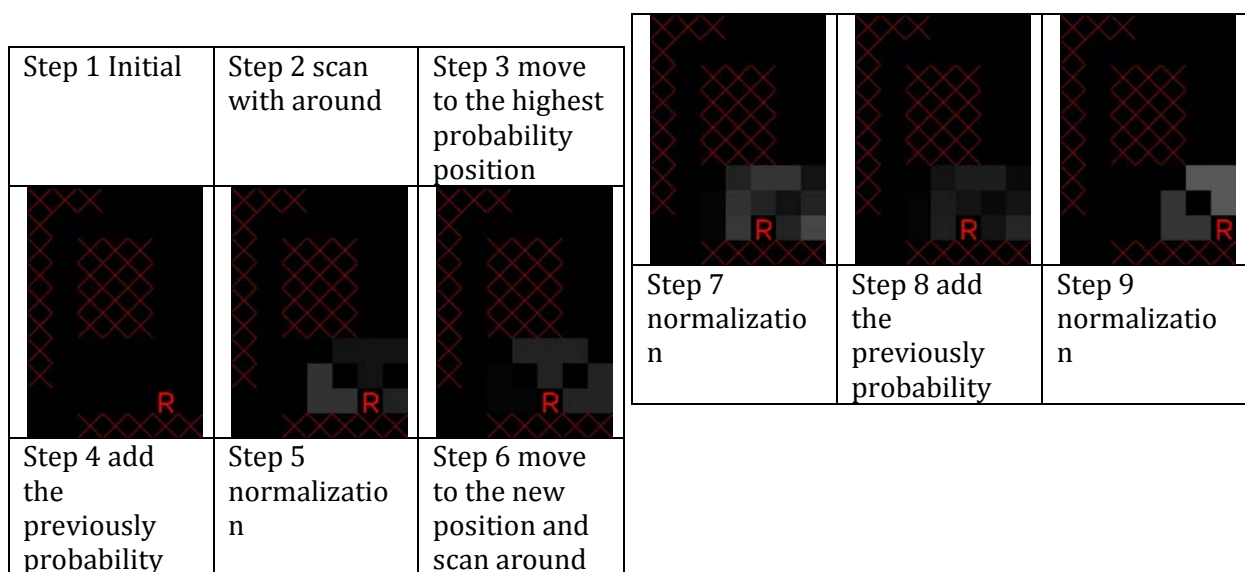 Step 1 Initial
Step 2 scan
with around
Step 3 move
to the highest
probability
position
R
R
R
Step 4 add
the
previously
probability
Step 5
normalizatio
n
Step 6 move
to the new
position and
scan around
R
R
R
Step 7
normalizatio
n
Step 8 add
the
previously
probability
Step 9
normalizatio
n